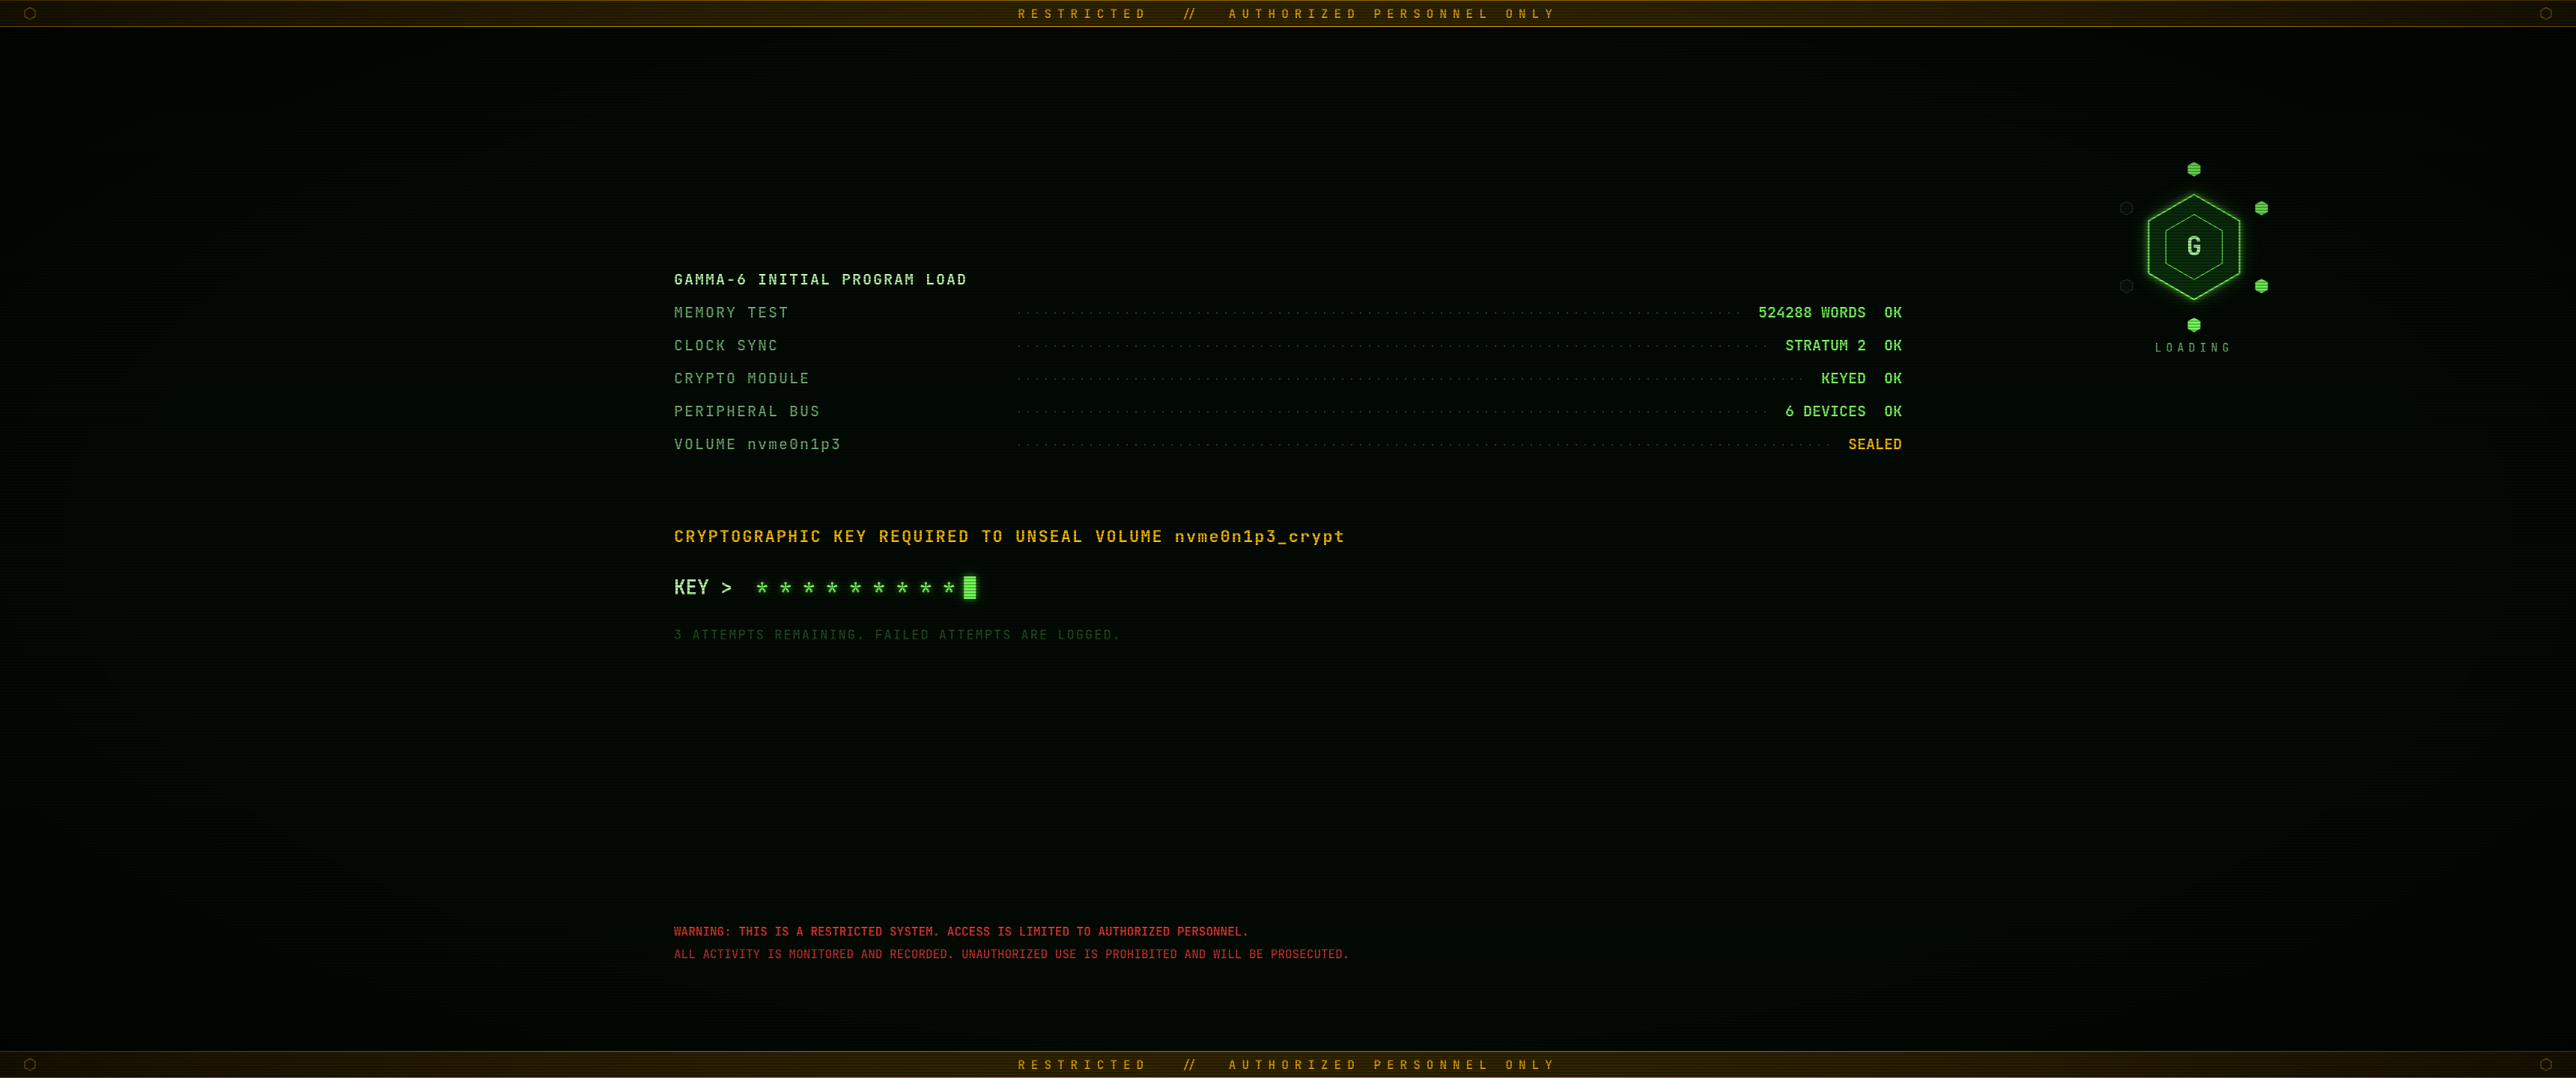 RESTRICTED // AUTHORIZED PERSONNEL ONLY
G
LOADING
GAMMA-6 INITIAL PROGRAM LOAD
MEMORY TEST 524288 WORDS OK
CLOCK SYNC STRATUM 2 OK
CRYPTO MODULE KEYED OK
PERIPHERAL BUS 6 DEVICES OK
VOLUME nvme0n1p3 SEALED
CRYPTOGRAPHIC KEY REQUIRED TO UNSEAL VOLUME nvme0n1p3_crypt
KEY > * * * * * * * * *
3 ATTEMPTS REMAINING. FAILED ATTEMPTS ARE LOGGED.
WARNING: THIS IS A RESTRICTED SYSTEM. ACCESS IS LIMITED TO AUTHORIZED PERSONNEL.
ALL ACTIVITY IS MONITORED AND RECORDED. UNAUTHORIZED USE IS PROHIBITED AND WILL BE PROSECUTED.
RESTRICTED // AUTHORIZED PERSONNEL ONLY